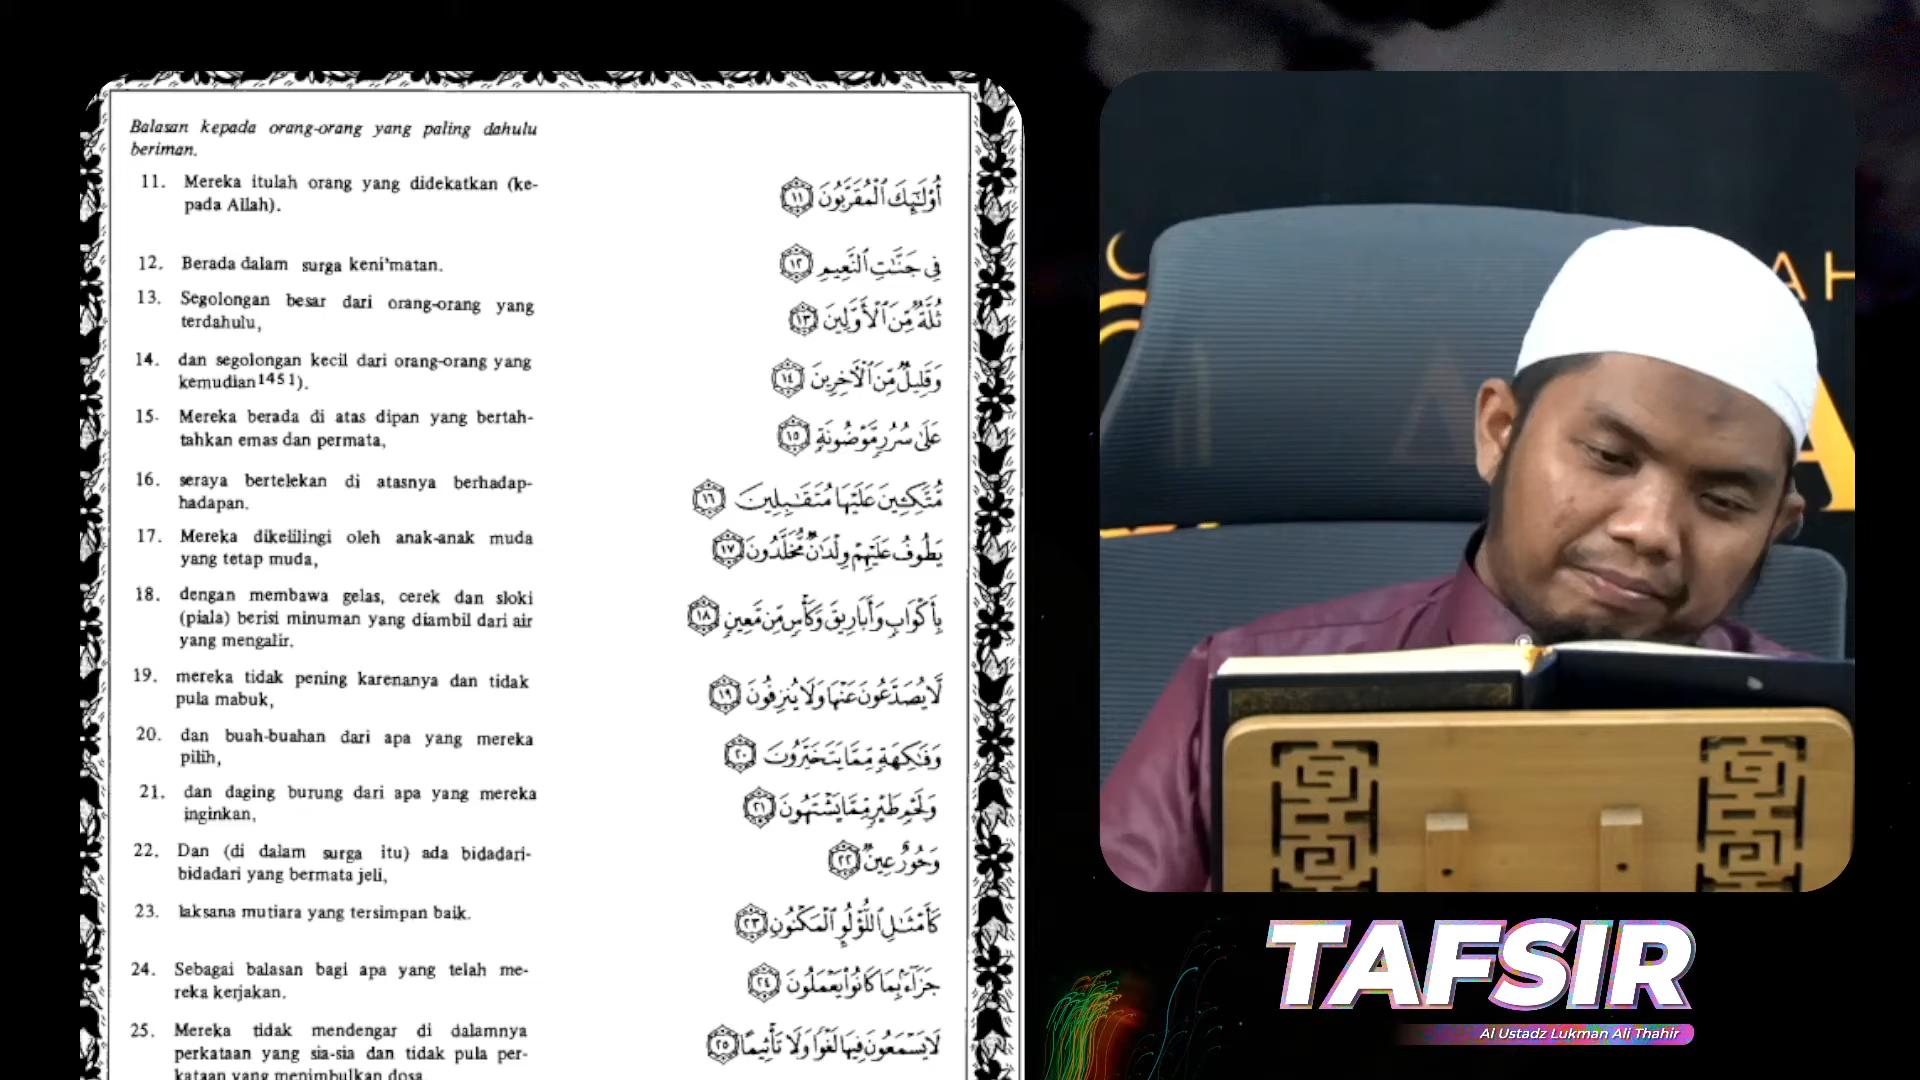 Balasan kepada orang-orang yang paling dahulu
beriman.
11. Mereka itulah orang yang didekatkan (ke-
pada Allah).
أُوْلَٰٓئِكَ ٱلْمُقَرَّبُونَ ١١
12. Berada dalam surga keni'matan.
فِى جَنَّٰتِ ٱلنَّعِيمِ ١٢
13. Segolongan besar dari orang-orang yang
terdahulu,
ثُلَّةٌ مِّنَ ٱلْأَوَّلِينَ ١٣
14. dan segolongan kecil dari orang-orang yang
kemudian1451).
وَقَلِيلٌ مِّنَ ٱلْأَخِرِينَ ١٤
15. Mereka berada di atas dipan yang bertah-
tahkan emas dan permata,
عَلَىٰ سُرُرٍ مَّوْضُونَةٍ ١٥
16. seraya bertelekan di atasnya berhadap-
hadapan.
مُّتَّكِـِٔينَ عَلَيْهَا مُتَقَٰبِلِينَ ١٦
17. Mereka dikelilingi oleh anak-anak muda
yang tetap muda,
يَطُوفُ عَلَيْهِمْ وِلْدَٰنٌ مُّخَلَّدُونَ ١٧
18. dengan membawa gelas, cerek dan sloki
(piala) berisi minuman yang diambil dari air
yang mengalir.
بِأَكْوَابٍ وَأَبَارِيقَ وَكَأْسٍ مِّن مَّعِينٍ ١٨
19. mereka tidak pening karenanya dan tidak
pula mabuk,
لَّا يُصَدَّعُونَ عَنْهَا وَلَا يُنزِفُونَ ١٩
20. dan buah-buahan dari apa yang mereka
pilih,
وَفَٰكِهَةٍ مِّمَّا يَتَخَيَّرُونَ ٢٠
21. dan daging burung dari apa yang mereka
inginkan,
وَلَحْمِ طَيْرٍ مِّمَّا يَشْتَهُونَ ٢١
22. Dan (di dalam surga itu) ada bidadari-
bidadari yang bermata jeli,
وَحُورٌ عِينٌ ٢٢
23. laksana mutiara yang tersimpan baik.
كَأَمْثَٰلِ ٱللُّؤْلُوِٕ ٱلْمَكْنُونِ ٢٣
24. Sebagai balasan bagi apa yang telah me-
reka kerjakan.
جَزَآءًۢ بِمَا كَانُوا۟ يَعْمَلُونَ ٢٤
25. Mereka tidak mendengar di dalamnya
perkataan yang sia-sia dan tidak pula per-
kataan yang menimbulkan dosa.
لَا يَسْمَعُونَ فِيهَا لَغْوًا وَلَا تَأْثِيمًا ٢٥
AH
A
TAFSIR
Al Ustadz Lukman Ali Thahir